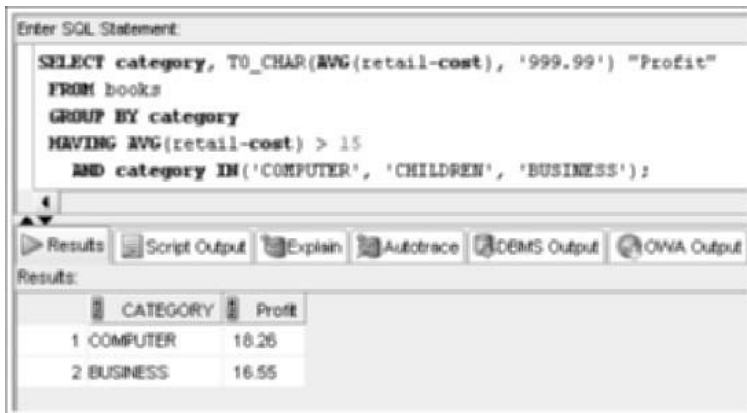 Enter SQL Statement:
SELECT category, TO_CHAR(AVG(retail-cost), '999.99') "Profit"
FROM books
GROUP BY category
HAVING AVG(retail-cost) > 15
AND category IN('COMPUTER', 'CHILDREN', 'BUSINESS');
Results Script Output Explain Autotrace DBMS Output OWA Output
Results:
CATEGORY Profit
1 COMPUTER 18.26
2 BUSINESS 16.55